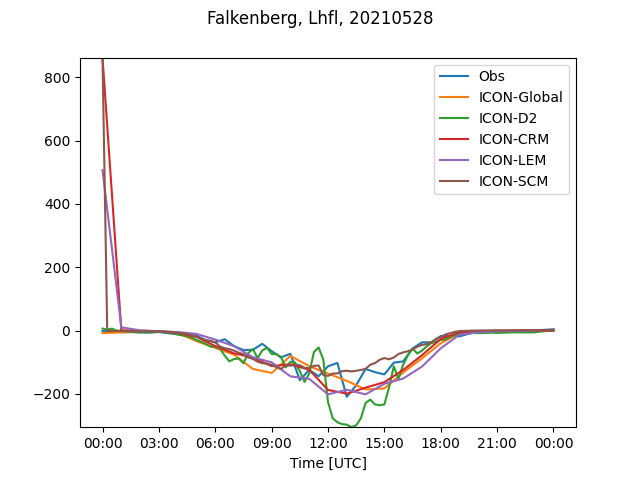 Falkenberg, Lhfl, 20210528
800
600
400
200
0
−200
Obs
ICON-Global
ICON-D2
ICON-CRM
ICON-LEM
ICON-SCM
00:00 03:00 06:00 09:00 12:00 15:00 18:00 21:00 00:00
Time [UTC]